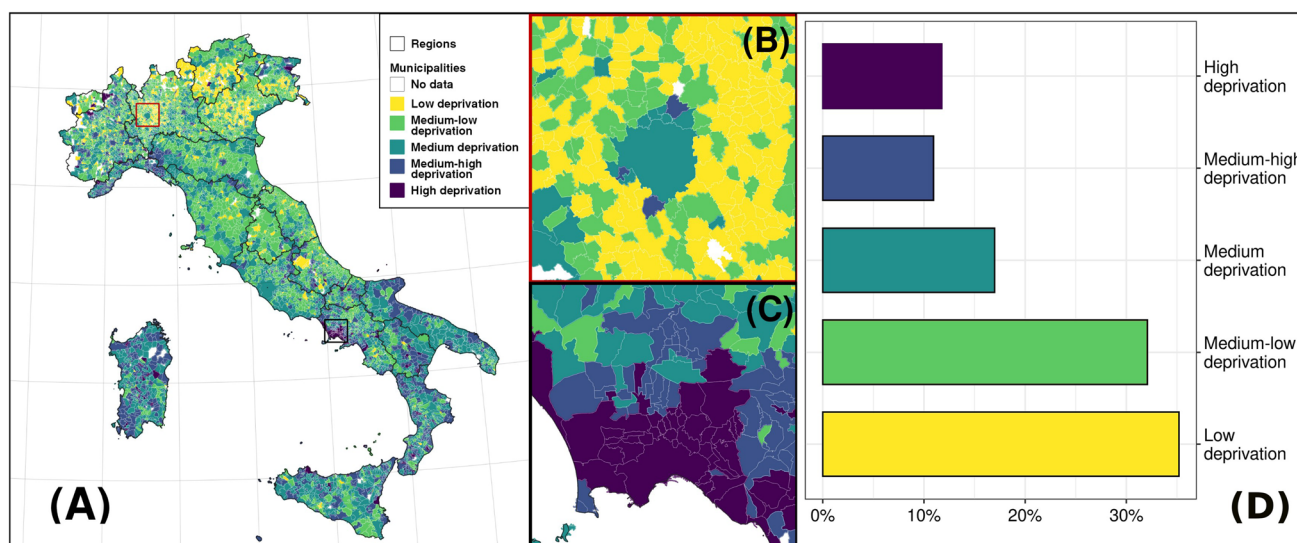 (A)
Regions
Municipalities
No data
Low deprivation
Medium-low
deprivation
Medium deprivation
Medium-high
deprivation
High deprivation
(B)
(C)
High
deprivation
Medium-high
deprivation
Medium
deprivation
Medium-low
deprivation
Low
deprivation
0%
10%
20%
30%
(D)